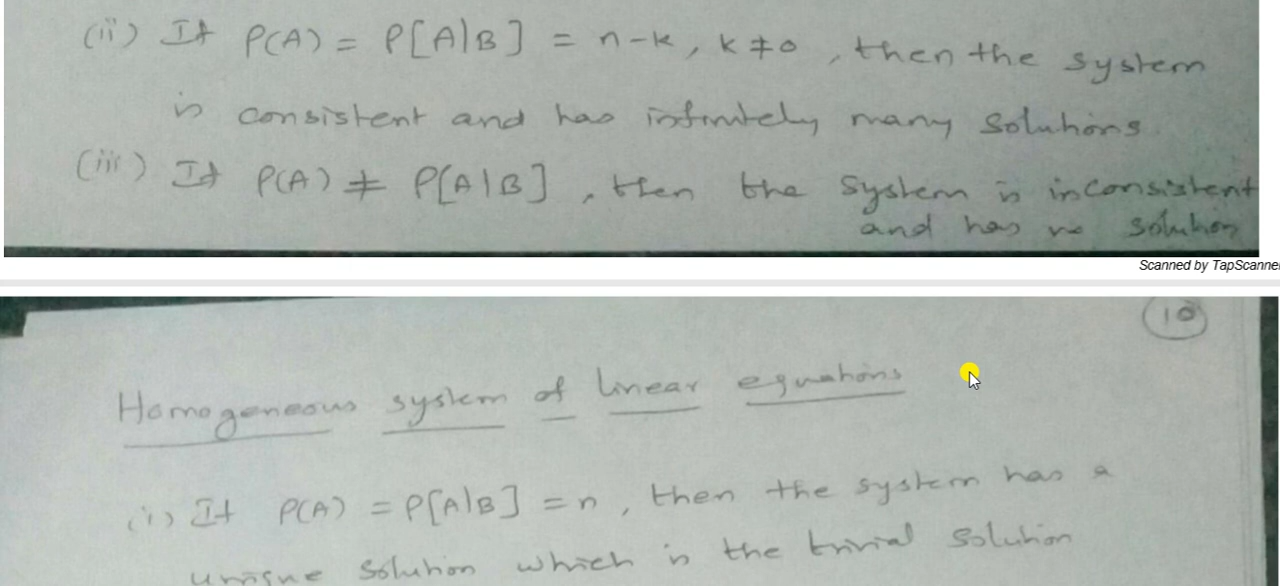 (ii) If ρ(A) = ρ[A|B] = n-k, k≠0, then the system
is consistent and has infinitely many solutions.
(iii) If ρ(A) ≠ ρ[A|B], then the system is inconsistent
and has no solution
Scanned by TapScanner
10
Homogeneous system of linear equations
(i) If ρ(A) = ρ[A|B] = n, then the system has a
unique solution which is the trivial solution